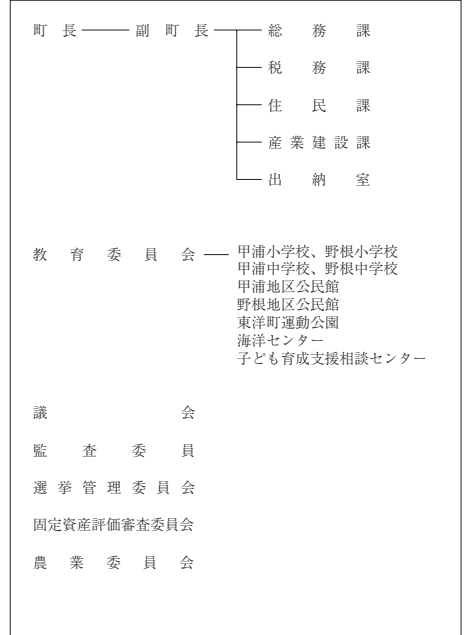 町長 副町長 総務課
税務課
住民課
産業建設課
出納室
教育委員会 甲浦小学校、野根小学校
甲浦中学校、野根中学校
甲浦地区公民館
野根地区公民館
東洋町運動公園
海洋センター
子ども育成支援相談センター
議会
監査委員
選挙管理委員会
固定資産評価審査委員会
農業委員会